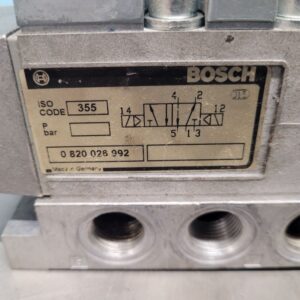 BOSCH
ISO CODE 355
P bar
14 4 2 12
5 1 3
0 820 026 992
Made in Germany